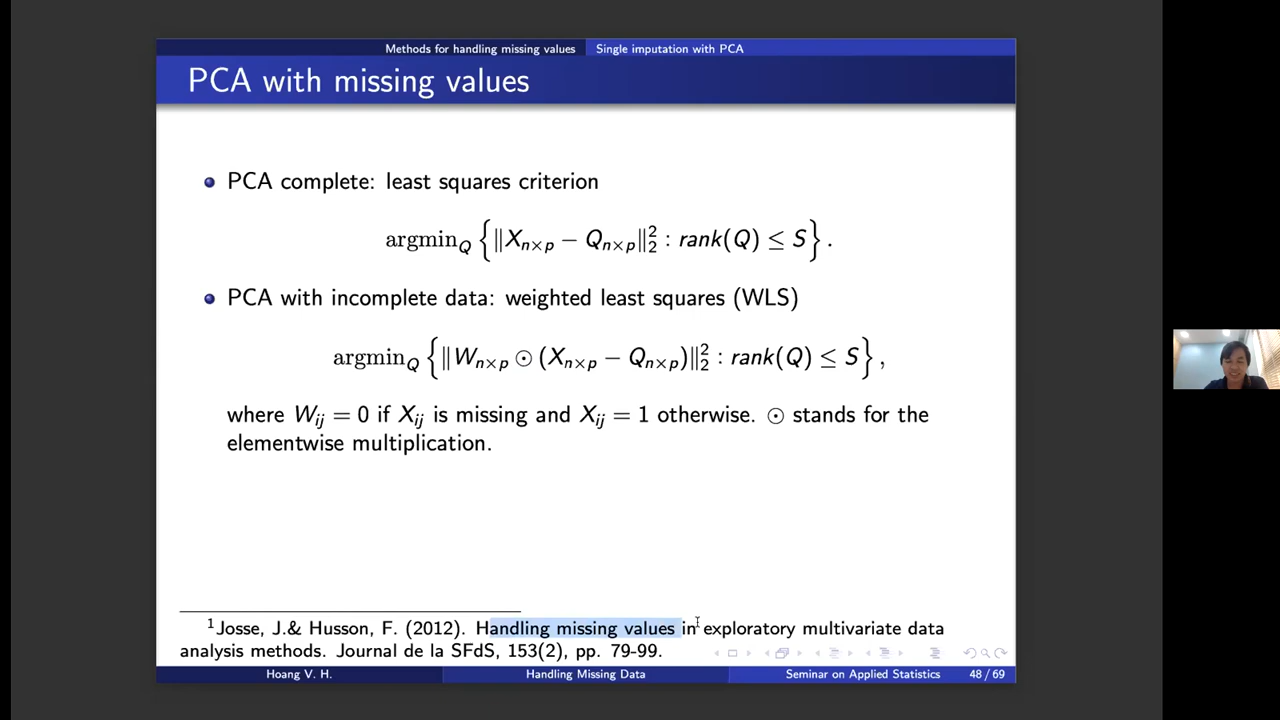 Methods for handling missing values Single imputation with PCA
PCA with missing values
PCA complete: least squares criterion
argmin_Q {‖X_{n×p} − Q_{n×p}‖₂² : rank(Q) ≤ S}.
PCA with incomplete data: weighted least squares (WLS)
argmin_Q {‖W_{n×p} ⊙ (X_{n×p} − Q_{n×p})‖₂² : rank(Q) ≤ S},
where W_{ij} = 0 if X_{ij} is missing and X_{ij} = 1 otherwise. ⊙ stands for the
elementwise multiplication.
¹Josse, J.& Husson, F. (2012). Handling missing values in exploratory multivariate data
analysis methods. Journal de la SFdS, 153(2), pp. 79-99.
Hoang V. H. Handling Missing Data Seminar on Applied Statistics 48 / 69